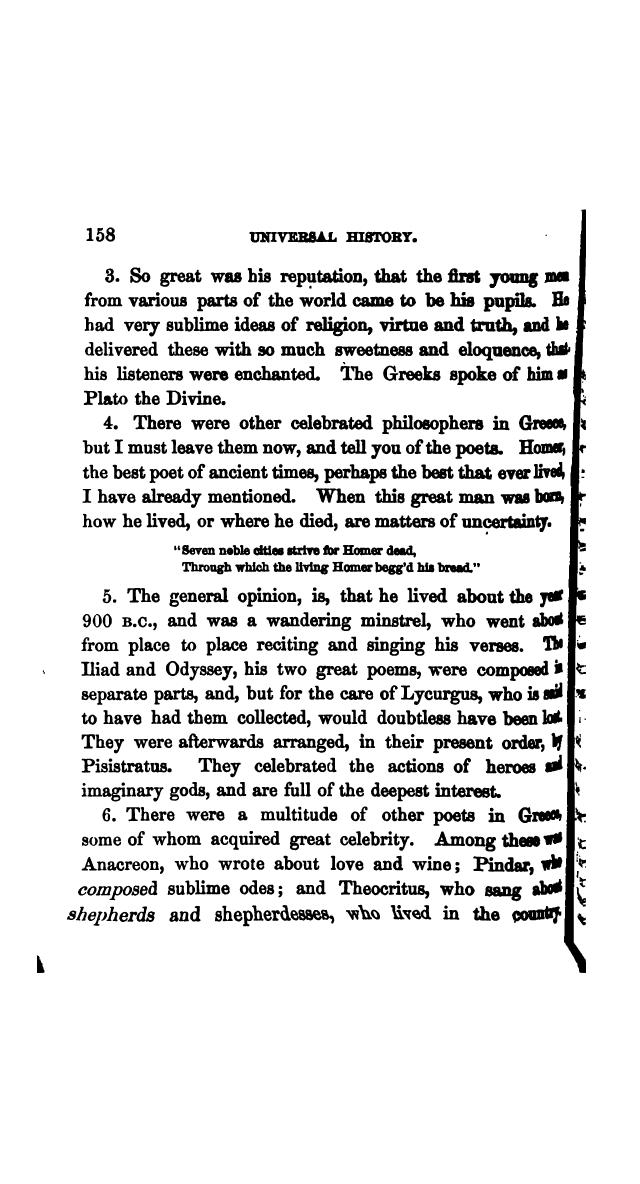 158 UNIVERSAL HISTORY.
3. So great was his reputation, that the first young men
from various parts of the world came to be his pupils. He
had very sublime ideas of religion, virtue and truth, and he
delivered these with so much sweetness and eloquence, that
his listeners were enchanted. The Greeks spoke of him as
Plato the Divine.
4. There were other celebrated philosophers in Greece,
but I must leave them now, and tell you of the poets. Homer,
the best poet of ancient times, perhaps the best that ever lived,
I have already mentioned. When this great man was born,
how he lived, or where he died, are matters of uncertainty.
"Seven noble cities strive for Homer dead,
Through which the living Homer begg'd his bread."
5. The general opinion, is, that he lived about the year
900 B.C., and was a wandering minstrel, who went about
from place to place reciting and singing his verses. The
Iliad and Odyssey, his two great poems, were composed in
separate parts, and, but for the care of Lycurgus, who is said
to have had them collected, would doubtless have been lost.
They were afterwards arranged, in their present order, by
Pisistratus. They celebrated the actions of heroes and
imaginary gods, and are full of the deepest interest.
6. There were a multitude of other poets in Greece,
some of whom acquired great celebrity. Among these was
Anacreon, who wrote about love and wine; Pindar, who
composed sublime odes; and Theocritus, who sang about
shepherds and shepherdesses, who lived in the country.